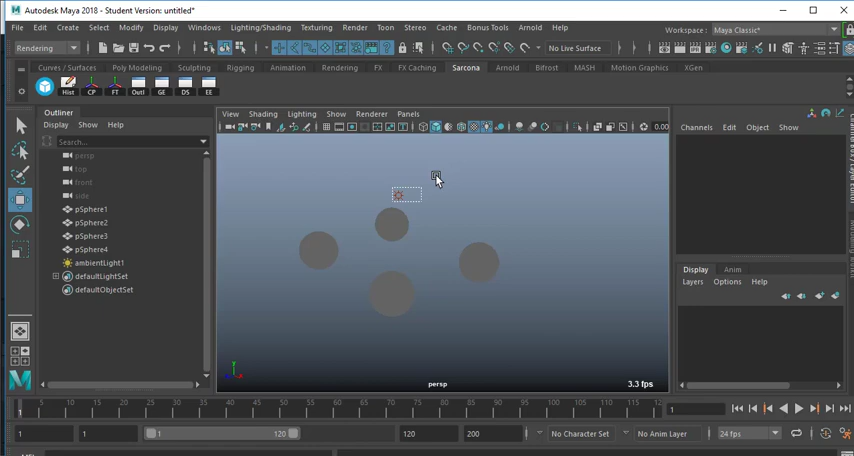 Autodesk Maya 2018 - Student Version: untitled*
File Edit Create Select Modify Display Windows Lighting/Shading Texturing Render Toon Stereo Cache Bonus Tools Arnold Help Workspace: Maya Classic*
Rendering No Live Surface
Curves / Surfaces Poly Modeling Sculpting Rigging Animation Rendering FX FX Caching Sarcona Arnold Bifrost MASH Motion Graphics XGen
Hist CP FT Outl GE DS EE
Outliner
Display Show Help
Search...
persp
top
front
side
pSphere1
pSphere2
pSphere3
pSphere4
ambientLight1
defaultLightSet
defaultObjectSet
View Shading Lighting Show Renderer Panels
0.00
persp
3.3 fps
Channels Edit Object Show
Display Anim
Layers Options Help
1 5 10 15 20 25 30 35 40 45 50 55 60 65 70 75 80 85 90 95 100 105 110 115 12 1
1 1 1 120 120 200 No Character Set No Anim Layer 24 fps